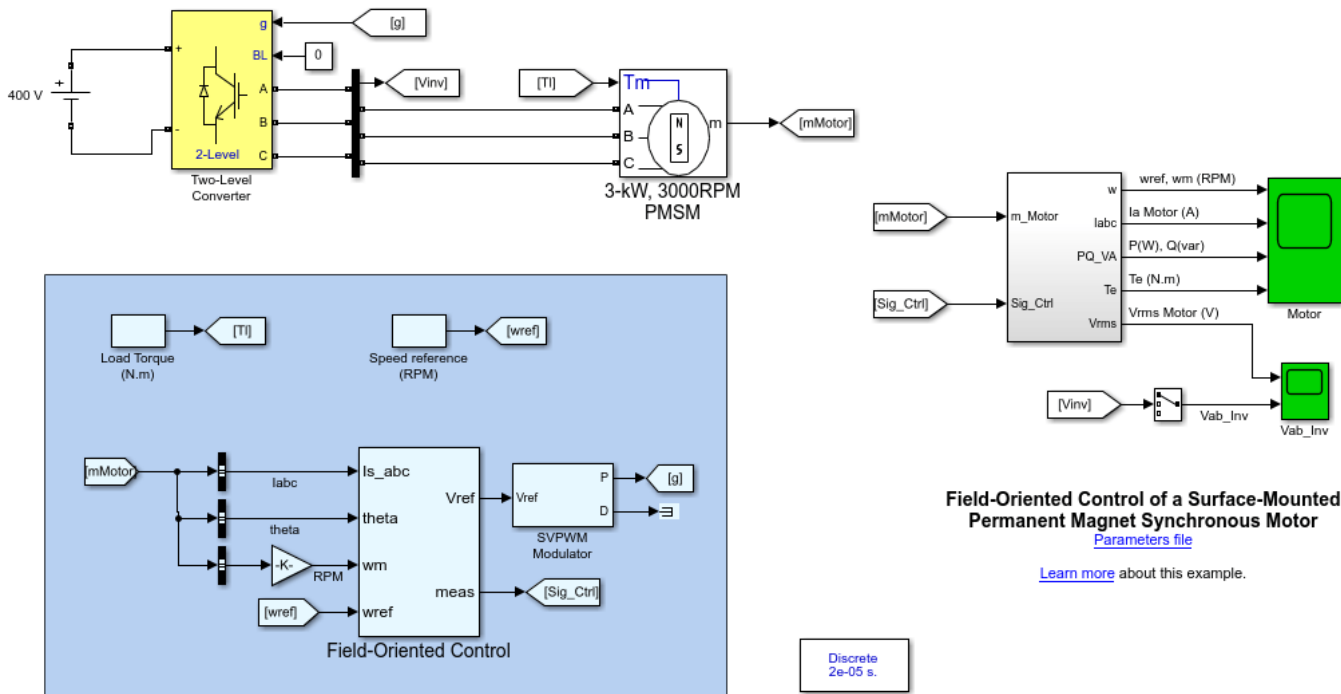 g
[g]
BL
0
+
+
400 V
A
B
C
-
2-Level
Two-Level
Converter
[Vinv]
[Tl]
Tm
A
B
C
N
S
m
[mMotor]
3-kW, 3000RPM
PMSM
[mMotor]
[Sig_Ctrl]
m_Motor
Sig_Ctrl
w
Iabc
PQ_VA
Te
Vrms
wref, wm (RPM)
Ia Motor (A)
P(W), Q(var)
Te (N.m)
Vrms Motor (V)
Motor
[Vinv]
Vab_Inv
Vab_Inv
Load Torque
(N.m)
[Tl]
Speed reference
(RPM)
[wref]
[mMotor]
Iabc
theta
-K-
RPM
[wref]
Is_abc
theta
wm
wref
Vref
meas
Field-Oriented Control
Vref
P
D
SVPWM
Modulator
[g]
[Sig_Ctrl]
Field-Oriented Control of a Surface-Mounted
Permanent Magnet Synchronous Motor
Parameters file
Learn more about this example.
Discrete
2e-05 s.